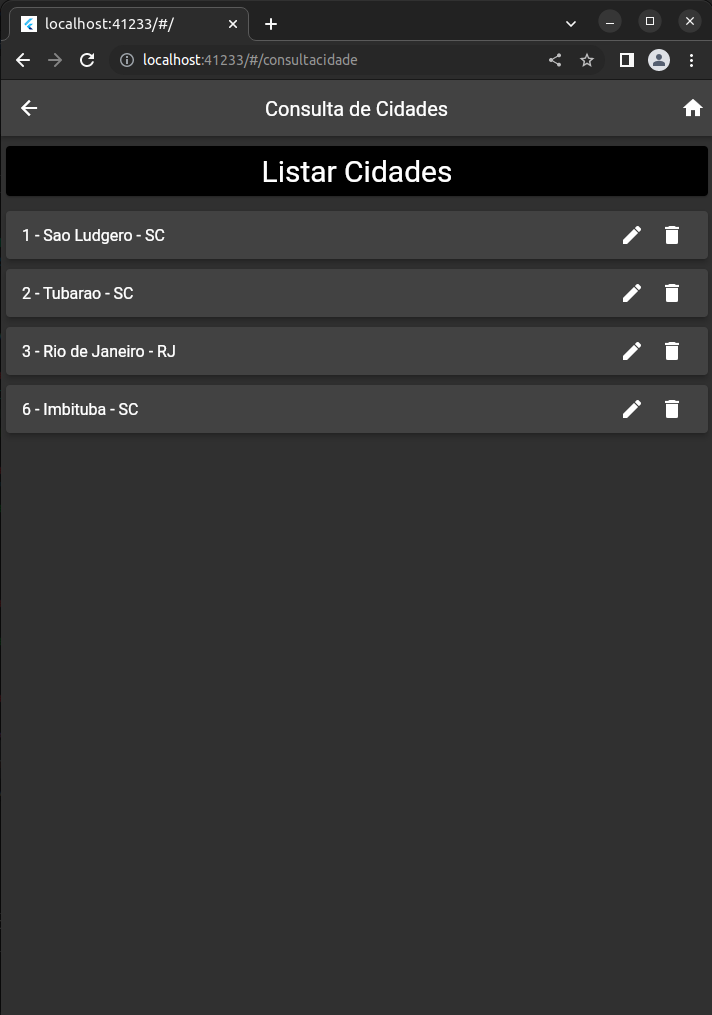 localhost:41233/#/
localhost:41233/#/consultacidade
Consulta de Cidades
Listar Cidades
1 - Sao Ludgero - SC
2 - Tubarao - SC
3 - Rio de Janeiro - RJ
6 - Imbituba - SC